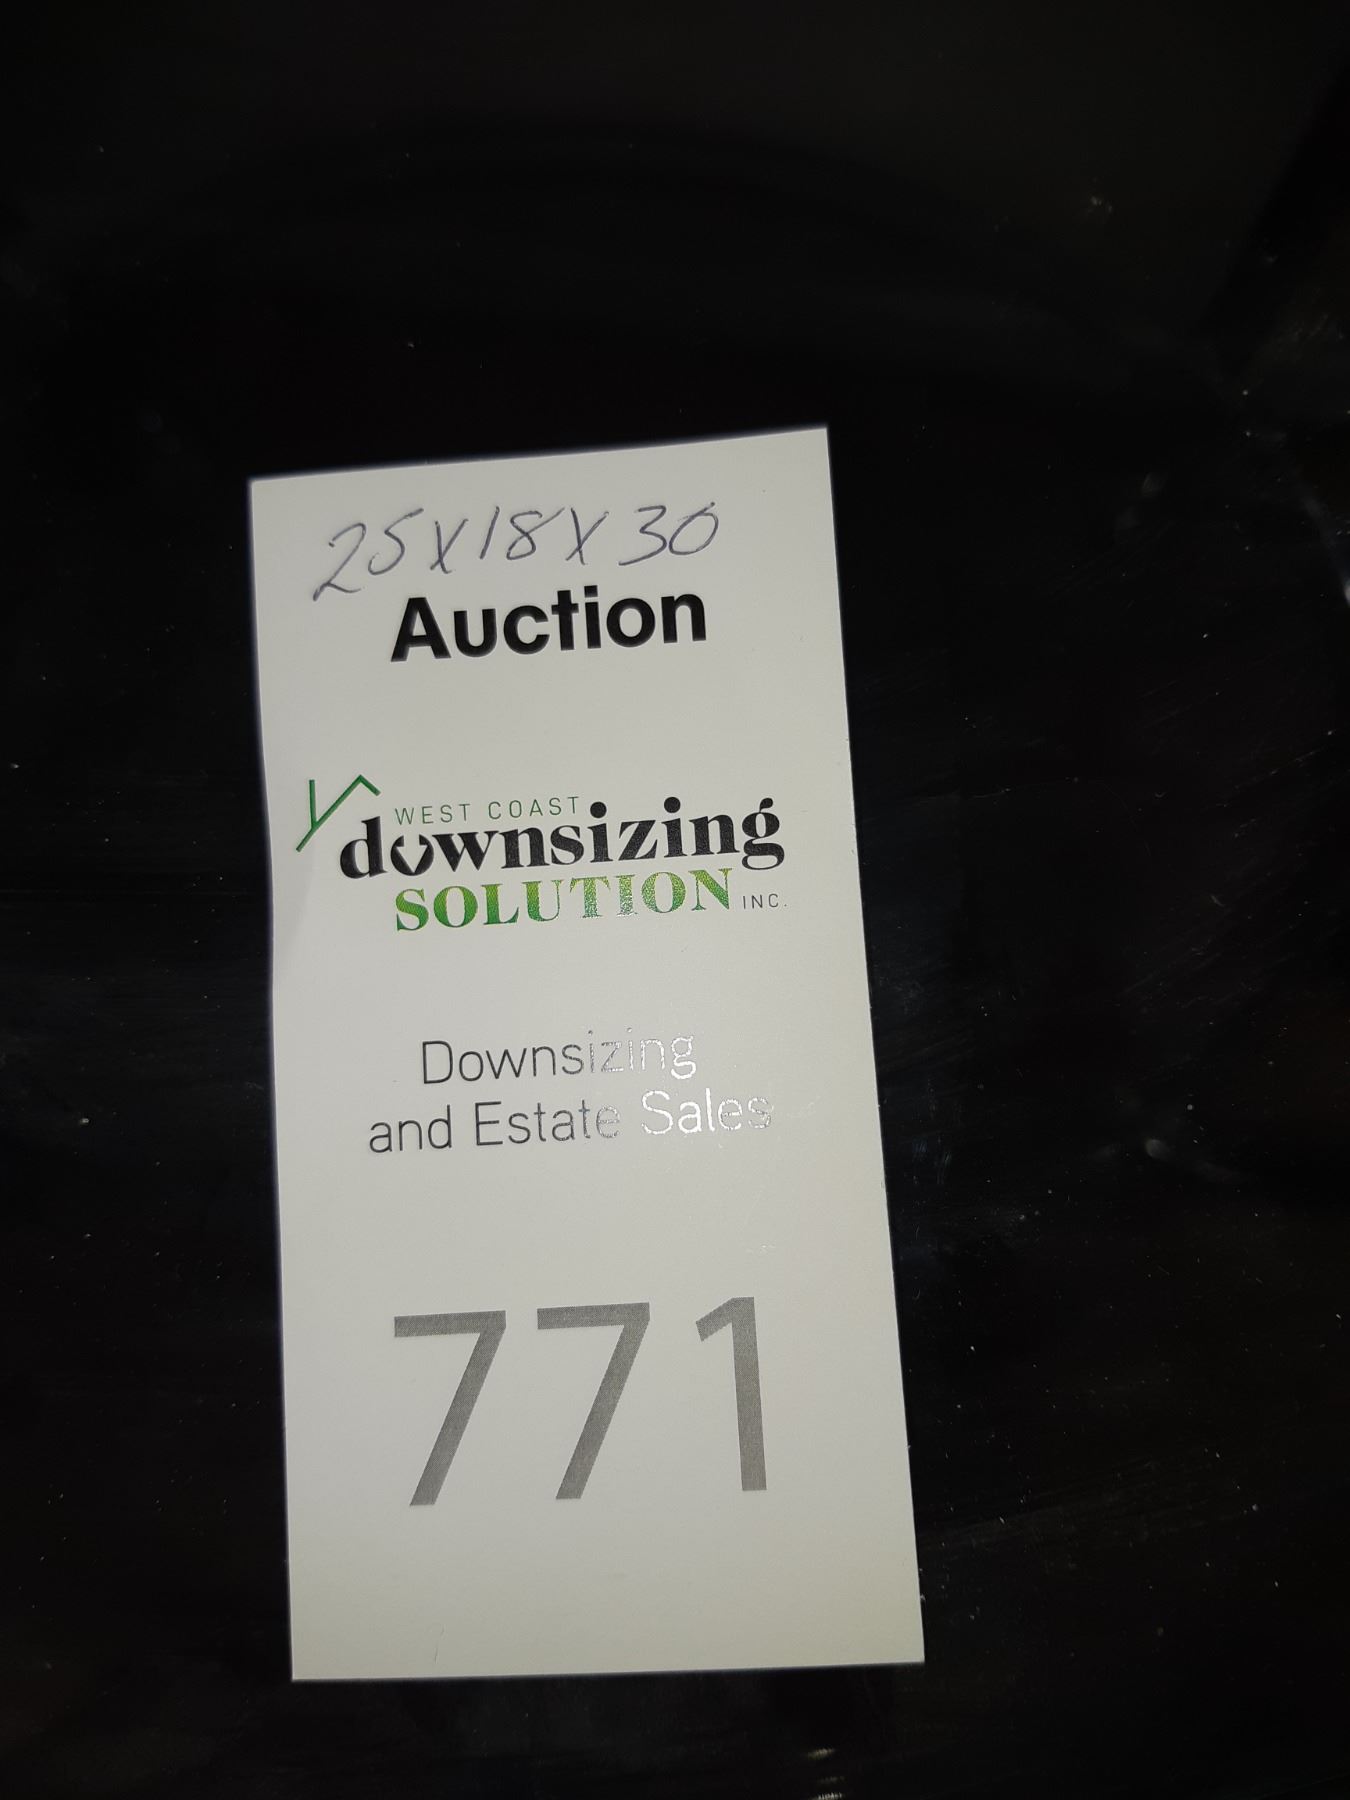 25X18X30
Auction
WEST COAST
downsizing
SOLUTION INC.
Downsizing
and Estate Sales
771